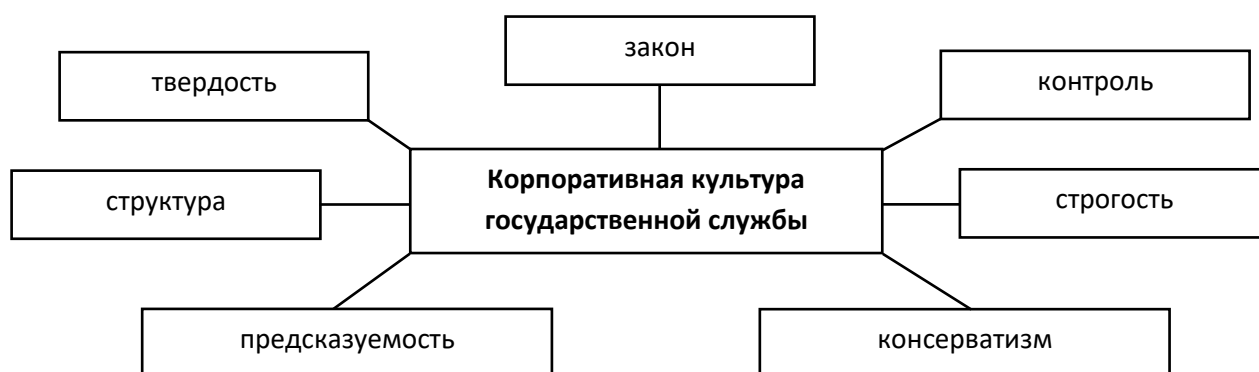 закон
твердость
контроль
Корпоративная культура
государственной службы
структура
строгость
предсказуемость
консерватизм